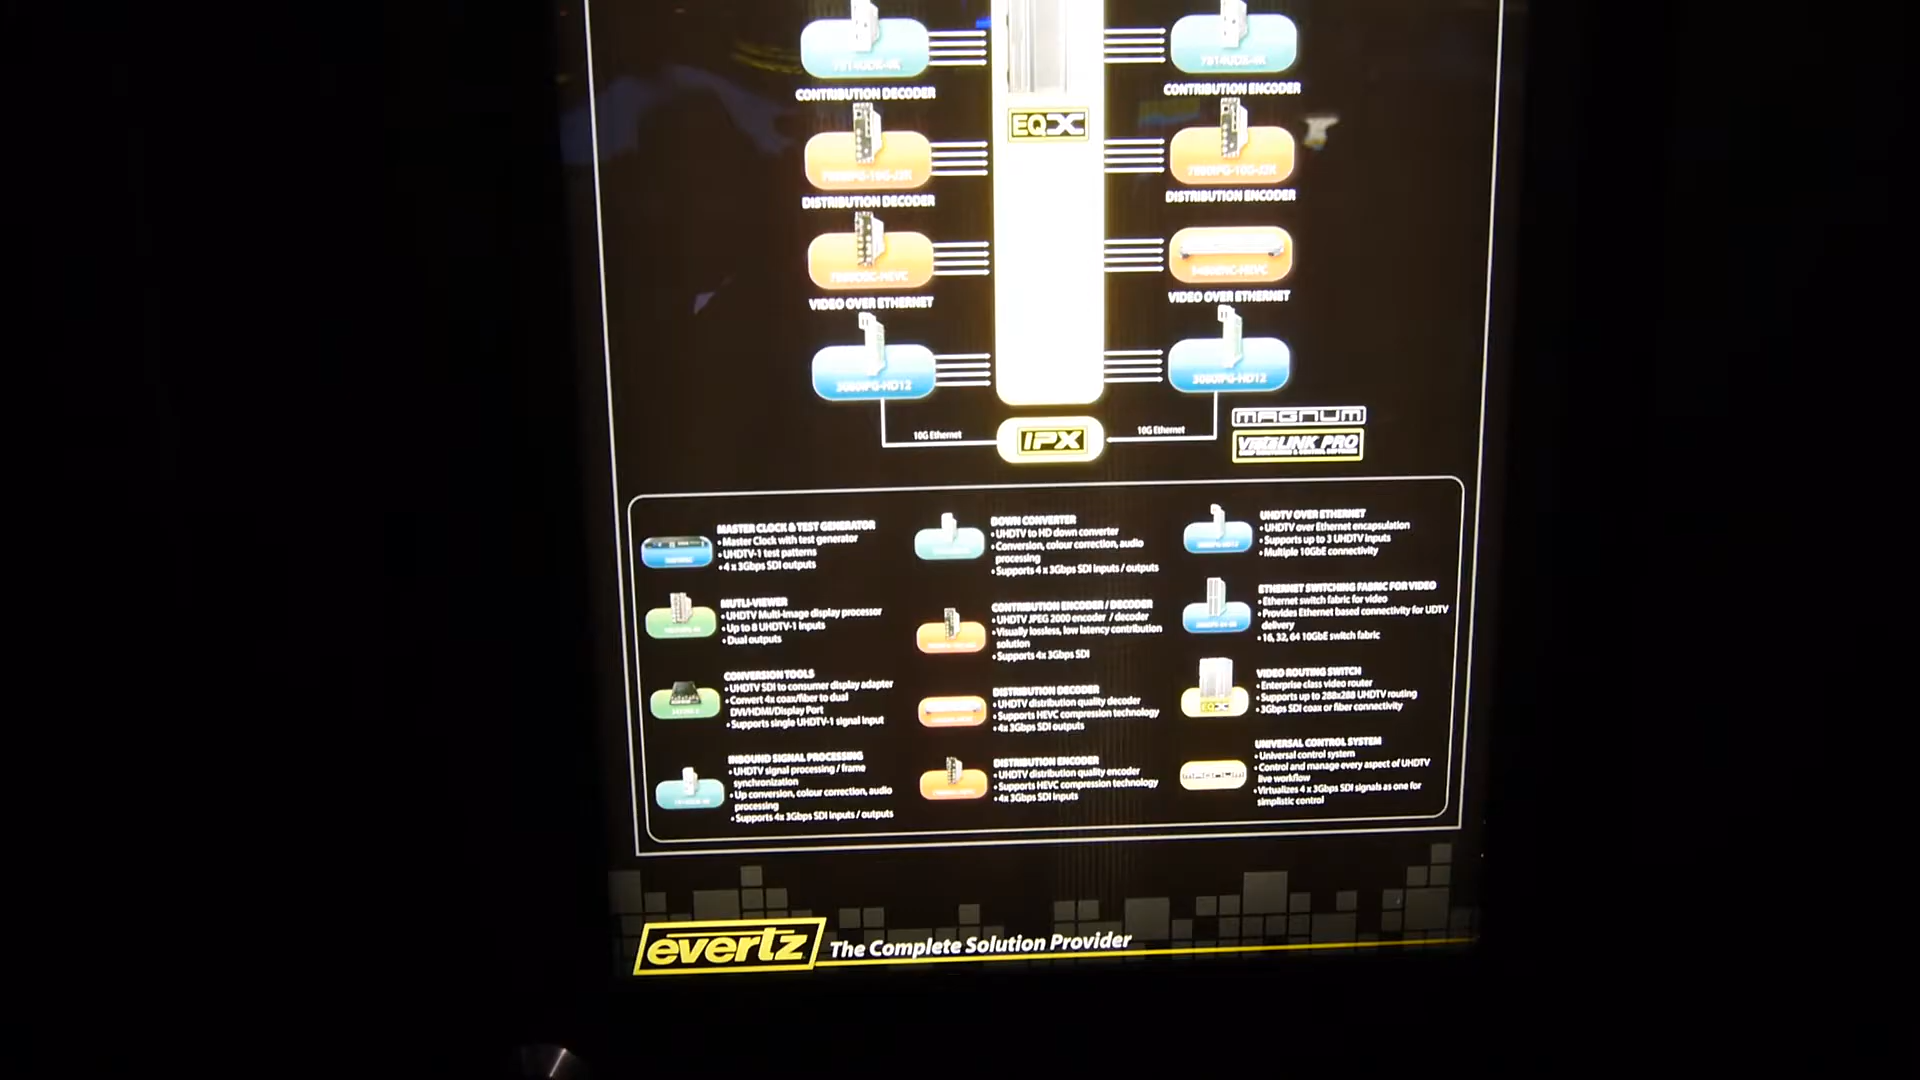 7814UDX-4K
7814UDX-4K
CONTRIBUTION DECODER
CONTRIBUTION ENCODER
EQX
DISTRIBUTION DECODER
DISTRIBUTION ENCODER
VIDEO OVER ETHERNET
VIDEO OVER ETHERNET
3080IPG-HD12
3080IPG-HD12
10G Ethernet
IPX
10G Ethernet
MAGNUM
VISTALINK PRO
MASTER CLOCK & TEST GENERATOR
• Master Clock with test generator
• UHDTV-1 test patterns
• 4 x 3Gbps SDI outputs
MUTLI-VIEWER
• UHDTV Multi-image display processor
• Up to 8 UHDTV-1 inputs
• Dual outputs
CONVERSION TOOLS
• UHDTV SDI to consumer display adapter
• Convert 4x coax/fiber to dual
DVI/HDMI/Display Port
• Supports single UHDTV-1 signal input
INBOUND SIGNAL PROCESSING
• UHDTV signal processing / frame
synchronization
• Up conversion, colour correction, audio
processing
• Supports 4x 3Gbps SDI inputs / outputs
DOWN CONVERTER
• UHDTV to HD down converter
• Conversion, colour correction, audio
processing
• Supports 4 x 3Gbps SDI inputs / outputs
CONTRIBUTION ENCODER / DECODER
• UHDTV JPEG 2000 encoder / decoder
• Visually lossless, low latency contribution
solution
• Supports 4x 3Gbps SDI
DISTRIBUTION DECODER
• UHDTV distribution quality decoder
• Supports HEVC compression technology
• 4x 3Gbps SDI outputs
DISTRIBUTION ENCODER
• UHDTV distribution quality encoder
• Supports HEVC compression technology
• 4x 3Gbps SDI inputs
UHDTV OVER ETHERNET
• UHDTV over Ethernet encapsulation
• Supports up to 3 UHDTV inputs
• Multiple 10GbE connectivity
ETHERNET SWITCHING FABRIC FOR VIDEO
• Ethernet switch fabric for video
• Provides Ethernet based connectivity for UDTV
delivery
• 16, 32, 64 10GbE switch fabric
EQX
VIDEO ROUTING SWITCH
• Enterprise class video router
• Supports up to 288x288 UHDTV routing
• 3Gbps SDI coax or fiber connectivity
MAGNUM
UNIVERSAL CONTROL SYSTEM
• Universal control system
• Control and manage every aspect of UHDTV
live workflow
• Virtualizes 4 x 3Gbps SDI signals as one for
simplistic control
evertz The Complete Solution Provider